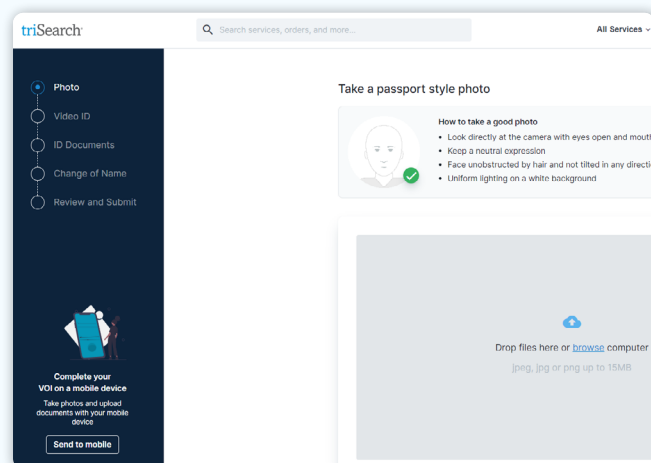 triSearch
Search services, orders, and more...
All Services
Photo
Video ID
ID Documents
Change of Name
Review and Submit
Complete your
VOI on a mobile device
Take photos and upload
documents with your mobile
device
Send to mobile
Take a passport style photo
How to take a good photo
Look directly at the camera with eyes open and mouth
Keep a neutral expression
Face unobstructed by hair and not tilted in any directi
Uniform lighting on a white background
Drop files here or browse computer
jpeg, jpg or png up to 15MB